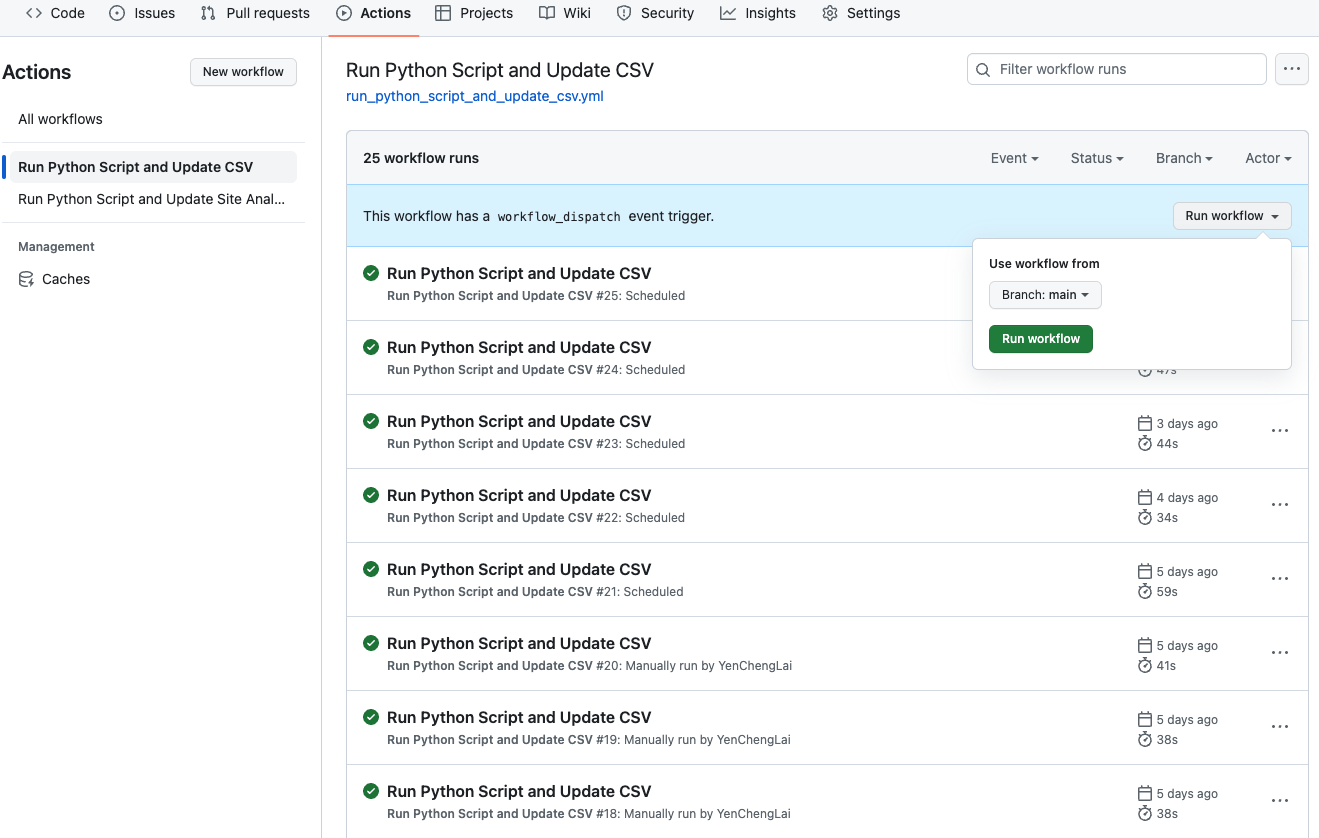 Code Issues Pull requests Actions Projects Wiki Security Insights Settings
Actions
New workflow
All workflows
Run Python Script and Update CSV
Run Python Script and Update Site Anal...
Management
Caches
Run Python Script and Update CSV
run_python_script_and_update_csv.yml
Filter workflow runs
25 workflow runs
Event Status Branch Actor
This workflow has a workflow_dispatch event trigger.
Run workflow
Use workflow from
Branch: main
Run workflow
Run Python Script and Update CSV
Run Python Script and Update CSV #25: Scheduled
Run Python Script and Update CSV
Run Python Script and Update CSV #24: Scheduled
47s
Run Python Script and Update CSV
Run Python Script and Update CSV #23: Scheduled
3 days ago
44s
Run Python Script and Update CSV
Run Python Script and Update CSV #22: Scheduled
4 days ago
34s
Run Python Script and Update CSV
Run Python Script and Update CSV #21: Scheduled
5 days ago
59s
Run Python Script and Update CSV
Run Python Script and Update CSV #20: Manually run by YenChengLai
5 days ago
41s
Run Python Script and Update CSV
Run Python Script and Update CSV #19: Manually run by YenChengLai
5 days ago
38s
Run Python Script and Update CSV
Run Python Script and Update CSV #18: Manually run by YenChengLai
5 days ago
38s